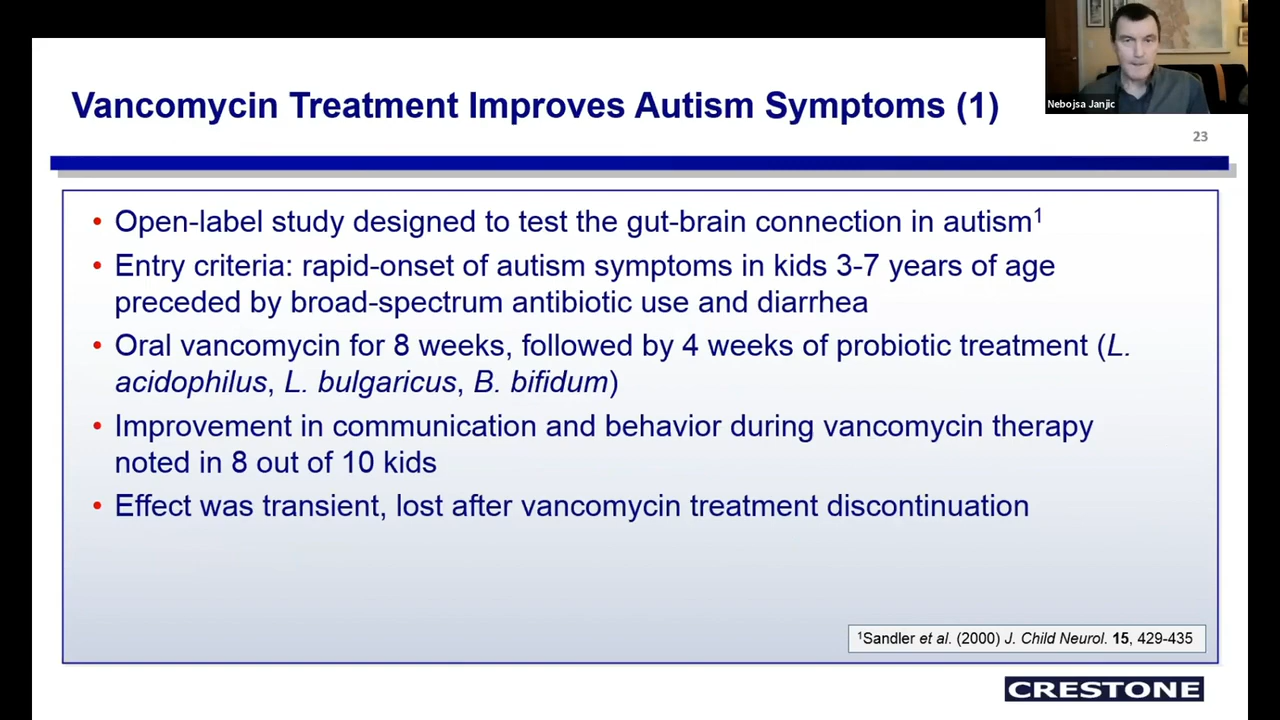 Vancomycin Treatment Improves Autism Symptoms (1)
Nebojsa Janjic
23
• Open-label study designed to test the gut-brain connection in autism¹
• Entry criteria: rapid-onset of autism symptoms in kids 3-7 years of age
preceded by broad-spectrum antibiotic use and diarrhea
• Oral vancomycin for 8 weeks, followed by 4 weeks of probiotic treatment (L.
acidophilus, L. bulgaricus, B. bifidum)
• Improvement in communication and behavior during vancomycin therapy
noted in 8 out of 10 kids
• Effect was transient, lost after vancomycin treatment discontinuation
¹Sandler et al. (2000) J. Child Neurol. 15, 429-435
CRESTONE